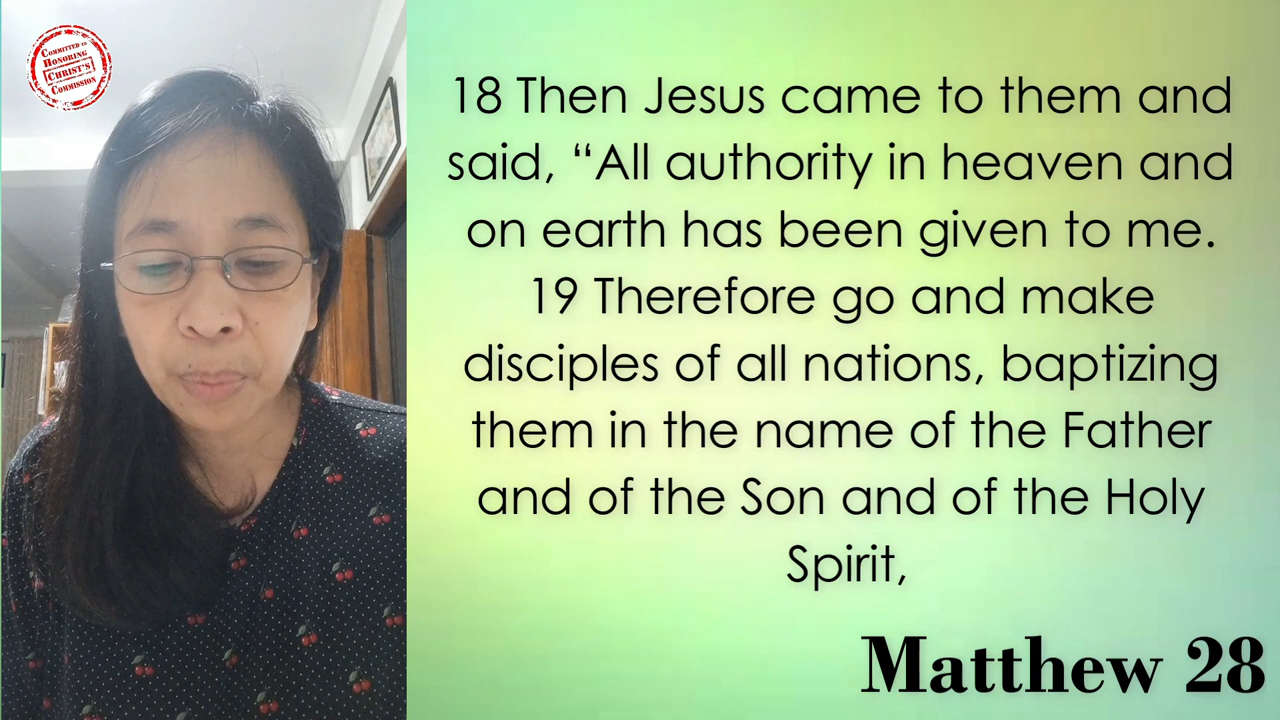 COMMITTED TO
HONORING
CHRIST'S
COMMISSION
18 Then Jesus came to them and
said, “All authority in heaven and
on earth has been given to me.
19 Therefore go and make
disciples of all nations, baptizing
them in the name of the Father
and of the Son and of the Holy
Spirit,
Matthew 28